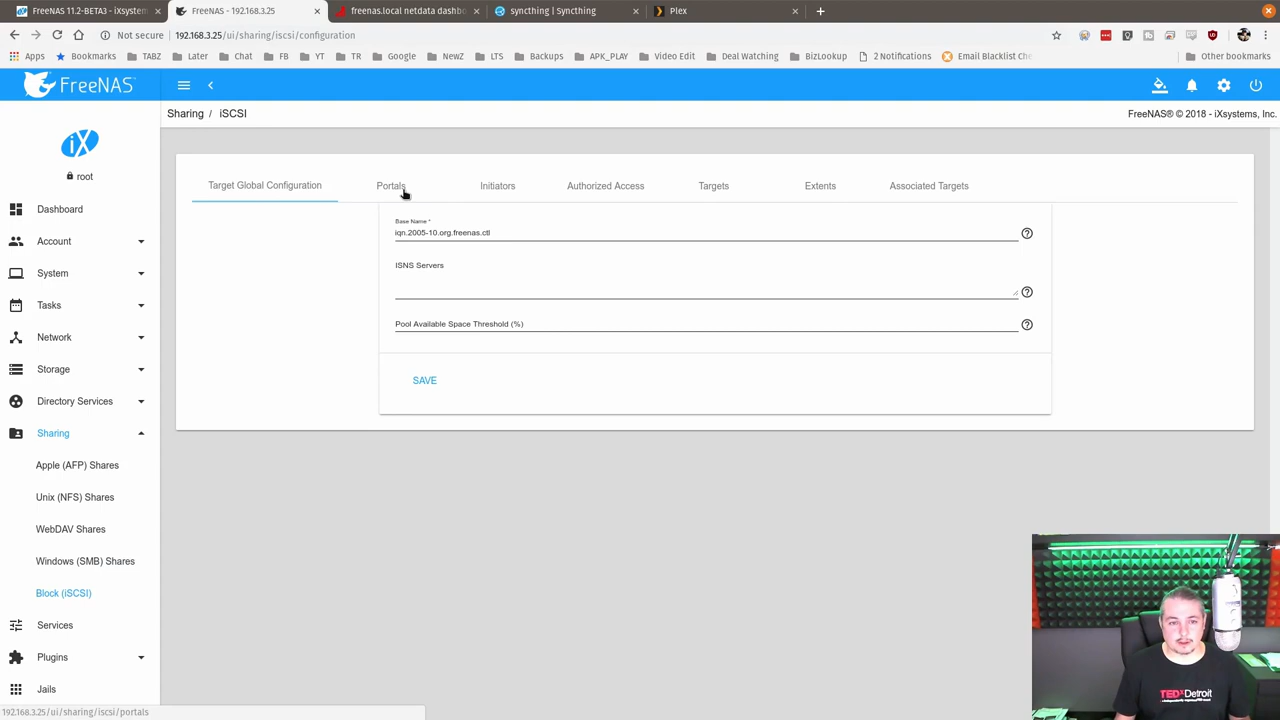 FreeNAS 11.2-BETA3 - iXsystem
FreeNAS - 192.168.3.25
freenas.local netdata dashbo
syncthing | Syncthing
Plex
Not secure
192.168.3.25/ui/sharing/iscsi/configuration
Apps
Bookmarks
TABZ
Later
Chat
FB
YT
TR
Google
NewZ
LTS
Backups
APK_PLAY
Video Edit
Deal Watching
BizLookup
2 Notifications
Email Blacklist Che
Other bookmarks
FreeNAS®
Sharing / iSCSI
FreeNAS® © 2018 - iXsystems, Inc.
iX
root
Dashboard
Account
System
Tasks
Network
Storage
Directory Services
Sharing
Apple (AFP) Shares
Unix (NFS) Shares
WebDAV Shares
Windows (SMB) Shares
Block (iSCSI)
Services
Plugins
Jails
Target Global Configuration
Portals
Initiators
Authorized Access
Targets
Extents
Associated Targets
Base Name *
iqn.2005-10.org.freenas.ctl
ISNS Servers
Pool Available Space Threshold (%)
SAVE
192.168.3.25/ui/sharing/iscsi/portals
TEDxDetroit